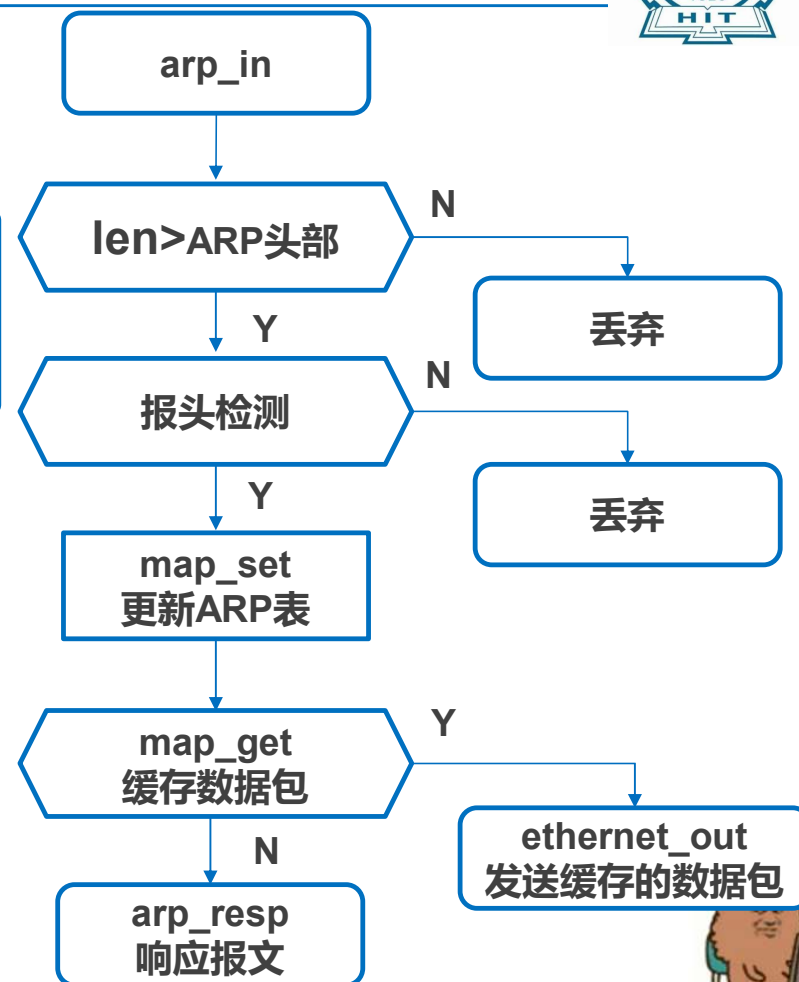 HIT
arp_in
len>ARP头部
N
丢弃
Y
报头检测
N
丢弃
Y
map_set
更新ARP表
map_get
缓存数据包
Y
ethernet_out
发送缓存的数据包
N
arp_resp
响应报文